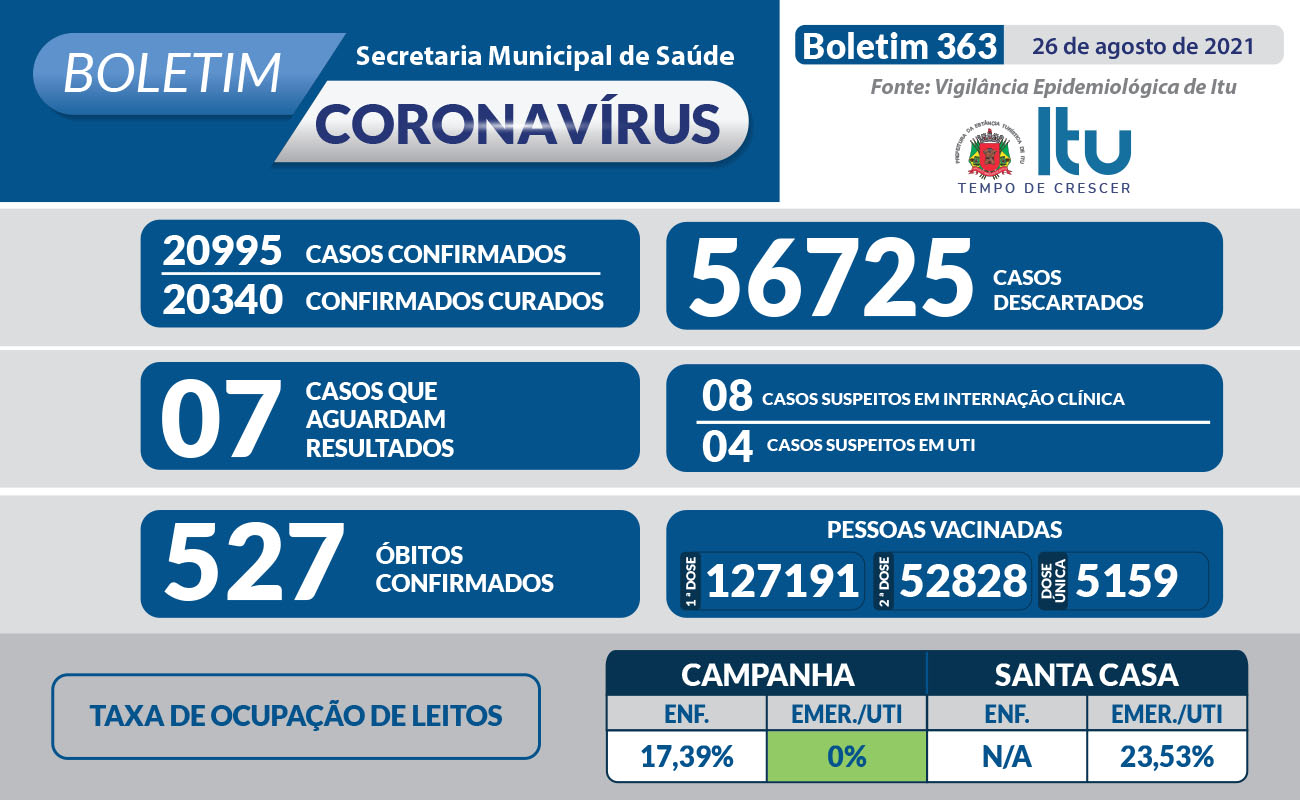 BOLETIM
Secretaria Municipal de Saúde
CORONAVÍRUS
Boletim 363
26 de agosto de 2021
Fonte: Vigilância Epidemiológica de Itu
PREFEITURA DA ESTÂNCIA TURÍSTICA DE ITU
Itu
TEMPO DE CRESCER
20995 CASOS CONFIRMADOS
20340 CONFIRMADOS CURADOS
56725 CASOS
DESCARTADOS
07 CASOS QUE
AGUARDAM
RESULTADOS
08 CASOS SUSPEITOS EM INTERNAÇÃO CLÍNICA
04 CASOS SUSPEITOS EM UTI
527 ÓBITOS
CONFIRMADOS
PESSOAS VACINADAS
1ª DOSE 127191 2ª DOSE 52828 DOSE ÚNICA 5159
TAXA DE OCUPAÇÃO DE LEITOS
CAMPANHA SANTA CASA
ENF. EMER./UTI ENF. EMER./UTI
17,39% 0% N/A 23,53%